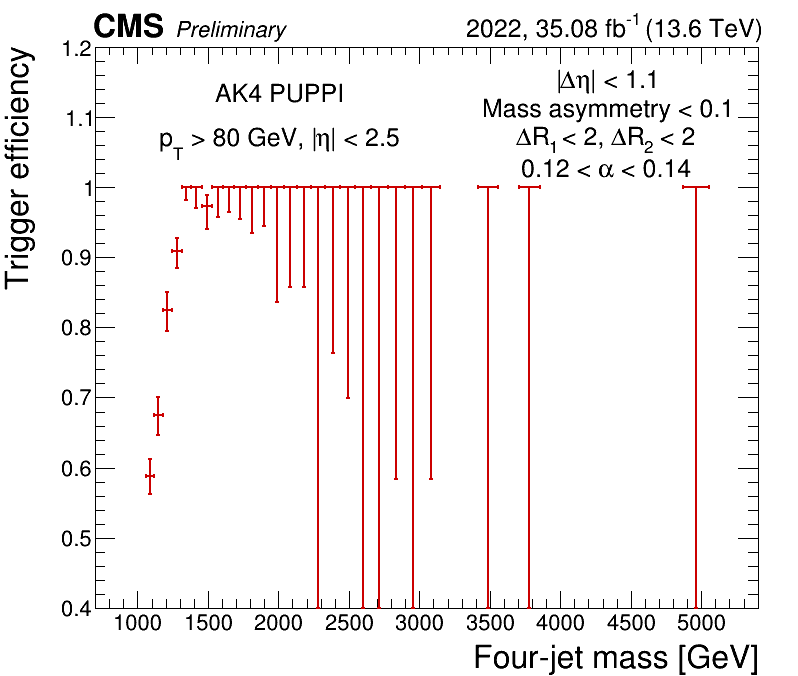 CMS Preliminary 2022, 35.08 fb⁻¹ (13.6 TeV)
AK4 PUPPI
p_T > 80 GeV, |η| < 2.5
|Δη| < 1.1
Mass asymmetry < 0.1
ΔR₁ < 2, ΔR₂ < 2
0.12 < α < 0.14
Trigger efficiency
1.2
1.1
1
0.9
0.8
0.7
0.6
0.5
0.4
1000 1500 2000 2500 3000 3500 4000 4500 5000
Four-jet mass [GeV]